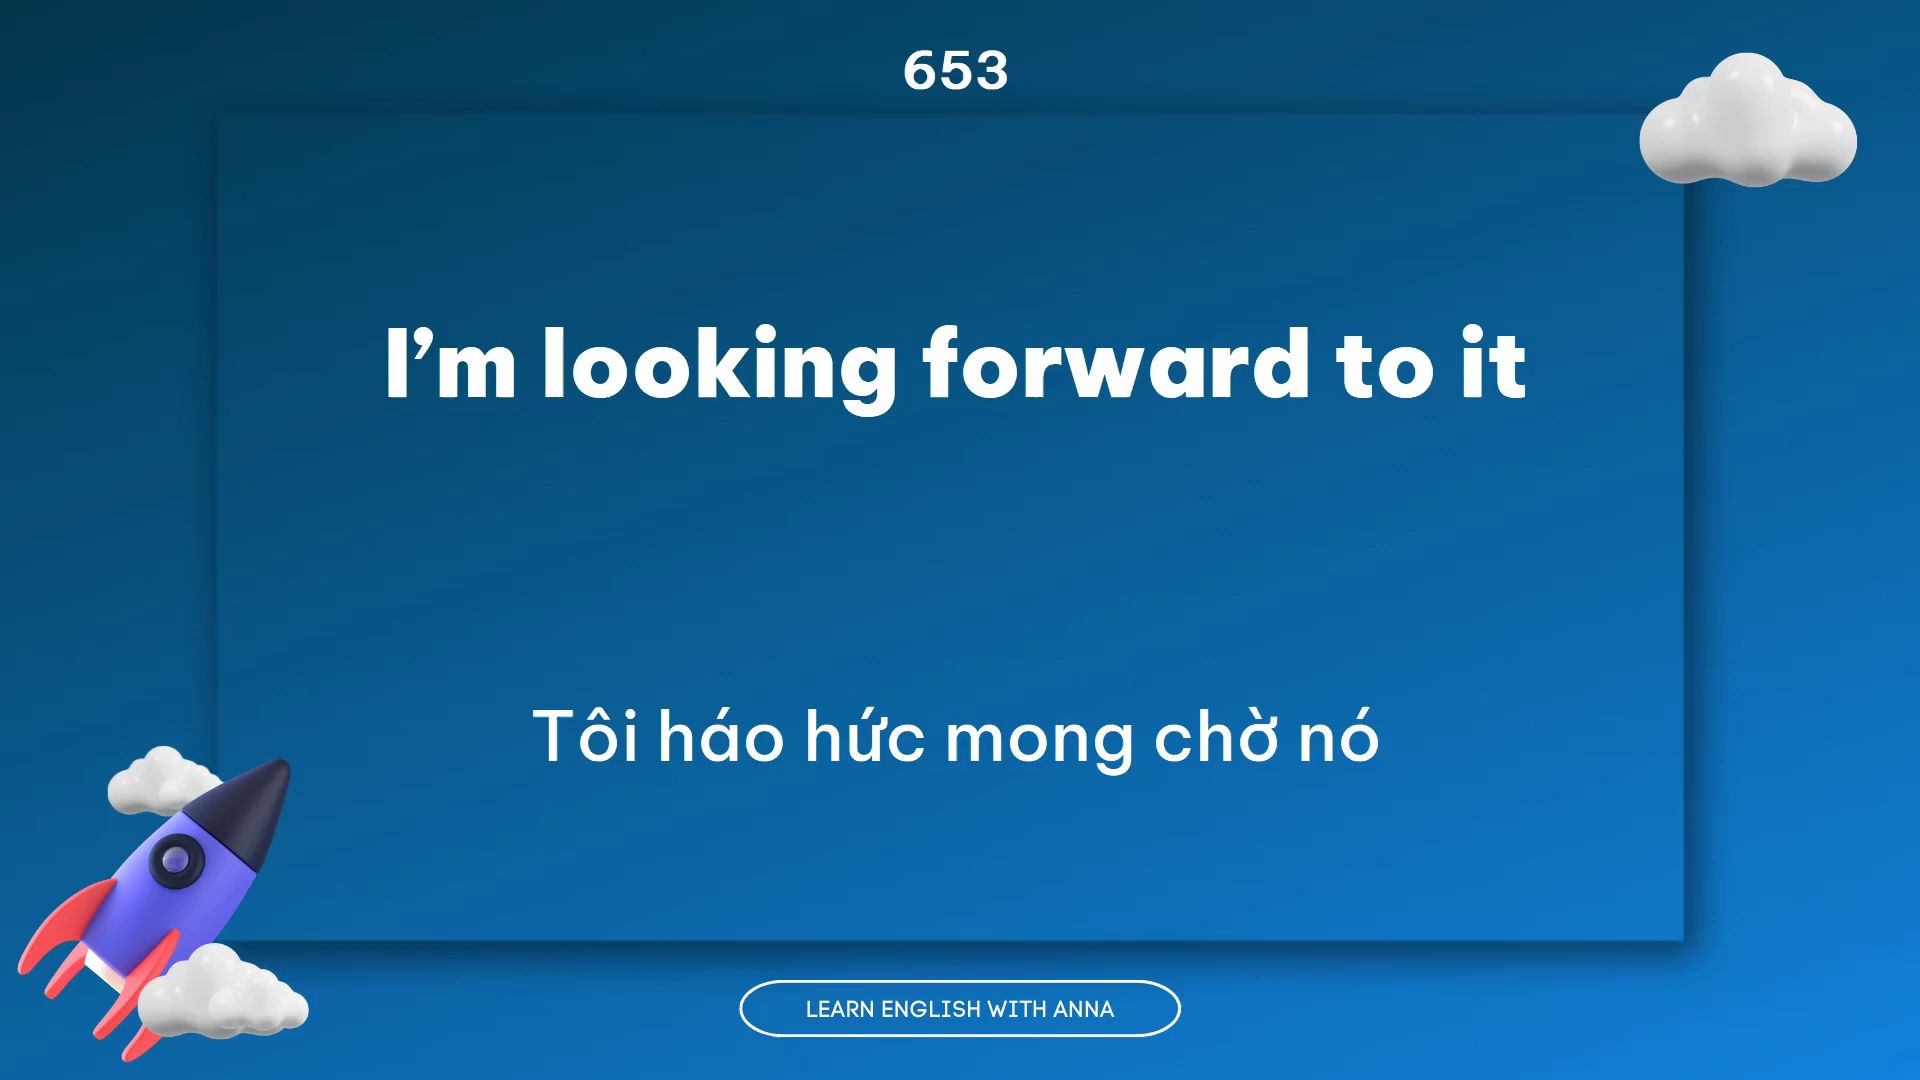 653
I’m looking forward to it
Tôi háo hức mong chờ nó
LEARN ENGLISH WITH ANNA